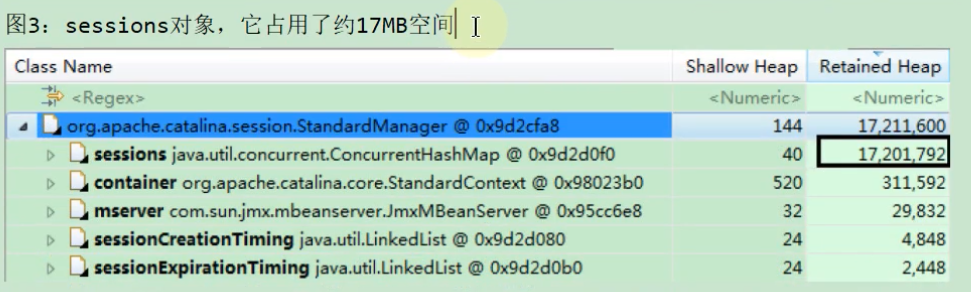 图3：sessions对象，它占用了约17MB空间
Class Name Shallow Heap Retained Heap
<Regex> <Numeric> <Numeric>
org.apache.catalina.session.StandardManager @ 0x9d2cfa8 144 17,211,600
sessions java.util.concurrent.ConcurrentHashMap @ 0x9d2d0f0 40 17,201,792
container org.apache.catalina.core.StandardContext @ 0x98023b0 520 311,592
mserver com.sun.jmx.mbeanserver.JmxMBeanServer @ 0x95cc6e8 32 29,832
sessionCreationTiming java.util.LinkedList @ 0x9d2d080 24 4,848
sessionExpirationTiming java.util.LinkedList @ 0x9d2d0b0 24 2,448